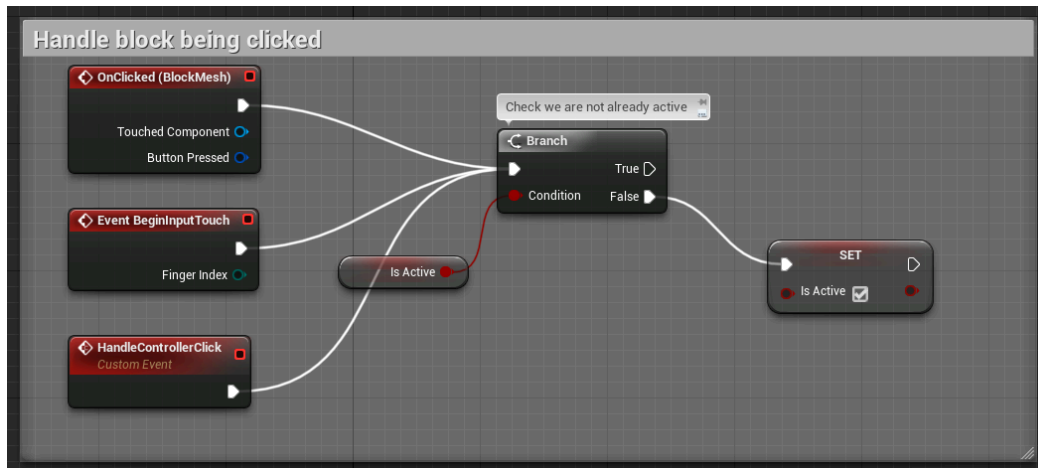 Handle block being clicked
OnClicked (BlockMesh)
Touched Component
Button Pressed
Check we are not already active
Branch
True
Condition
False
Event BeginInputTouch
Finger Index
Is Active
SET
Is Active
HandleControllerClick
Custom Event